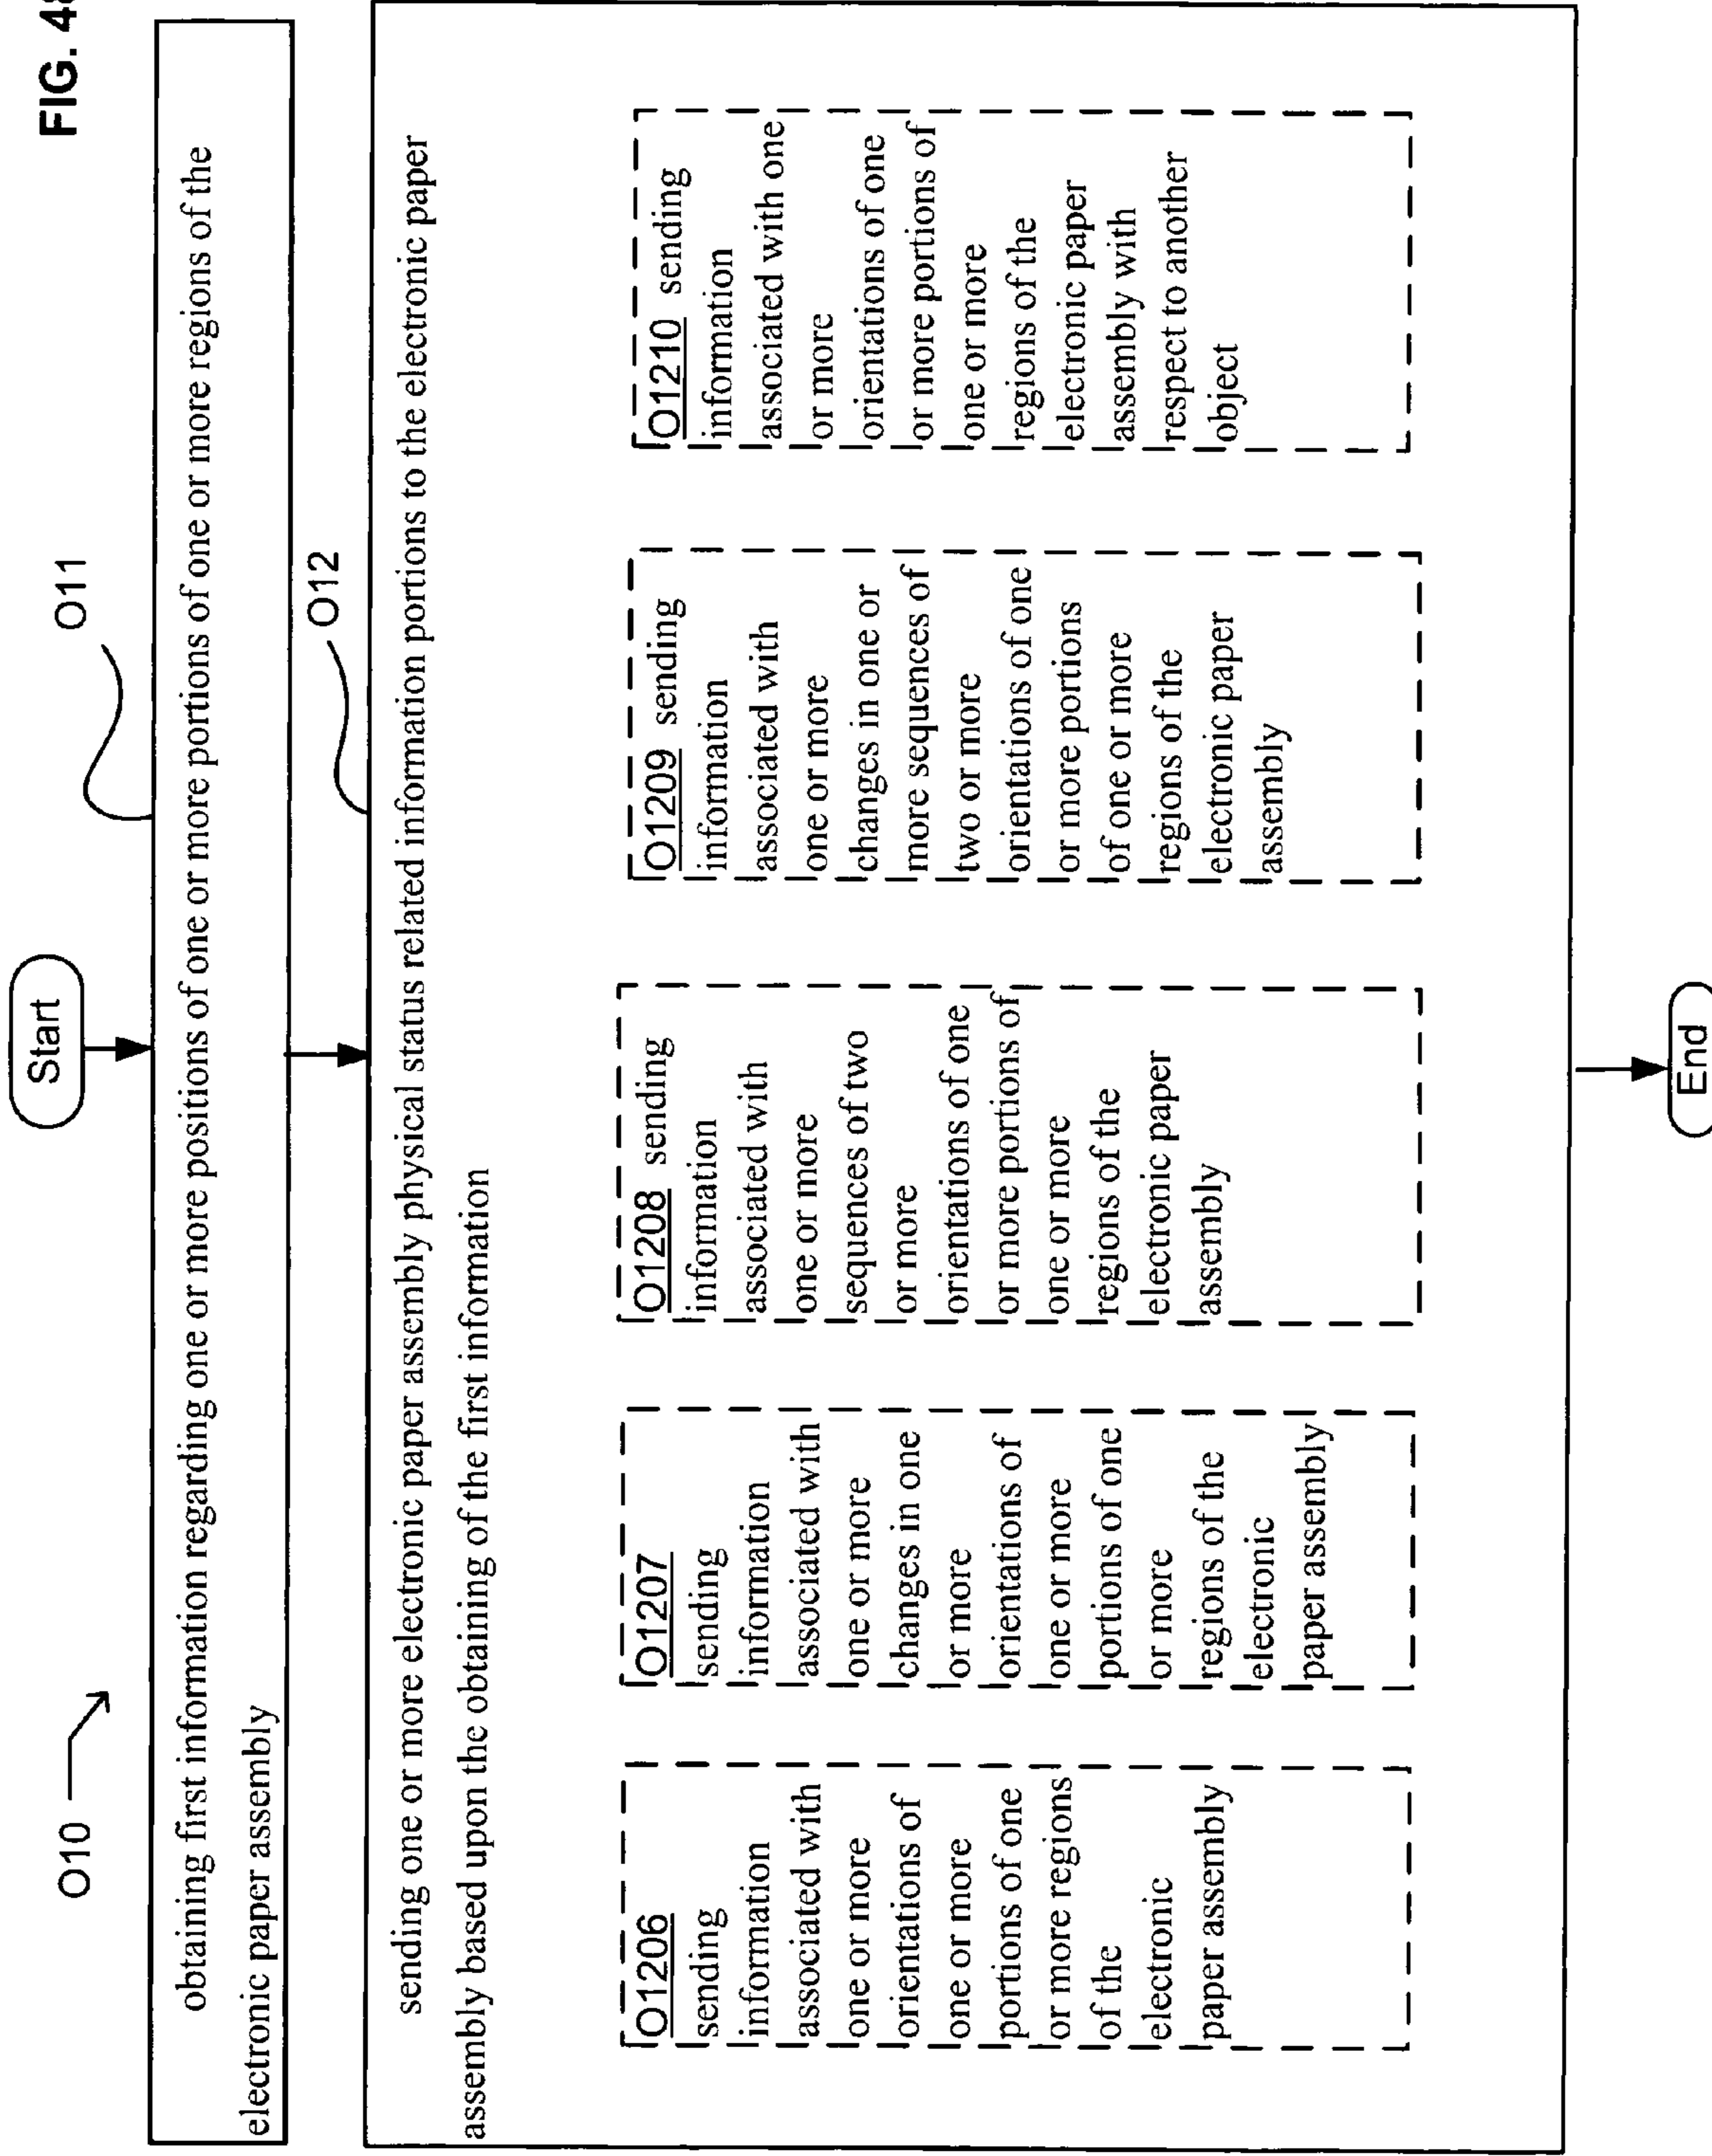 FIG. 48
O10
Start
O11
obtaining first information regarding one or more positions of one or more portions of one or more regions of the
electronic paper assembly
O12
sending one or more electronic paper assembly physical status related information portions to the electronic paper
assembly based upon the obtaining of the first information
O1206
sending
information
associated with
one or more
orientations of
one or more
portions of one
or more regions
of the
electronic
paper assembly
O1207
sending
information
associated with
one or more
changes in one
or more
orientations of
one or more
portions of one
or more
regions of the
electronic
paper assembly
O1208 sending
information
associated with
one or more
sequences of two
or more
orientations of one
or more portions of
one or more
regions of the
electronic paper
assembly
O1209 sending
information
associated with
one or more
changes in one or
more sequences of
two or more
orientations of one
or more portions
of one or more
regions of the
electronic paper
assembly
O1210 sending
information
associated with one
or more
orientations of one
or more portions of
one or more
regions of the
electronic paper
assembly with
respect to another
object
End